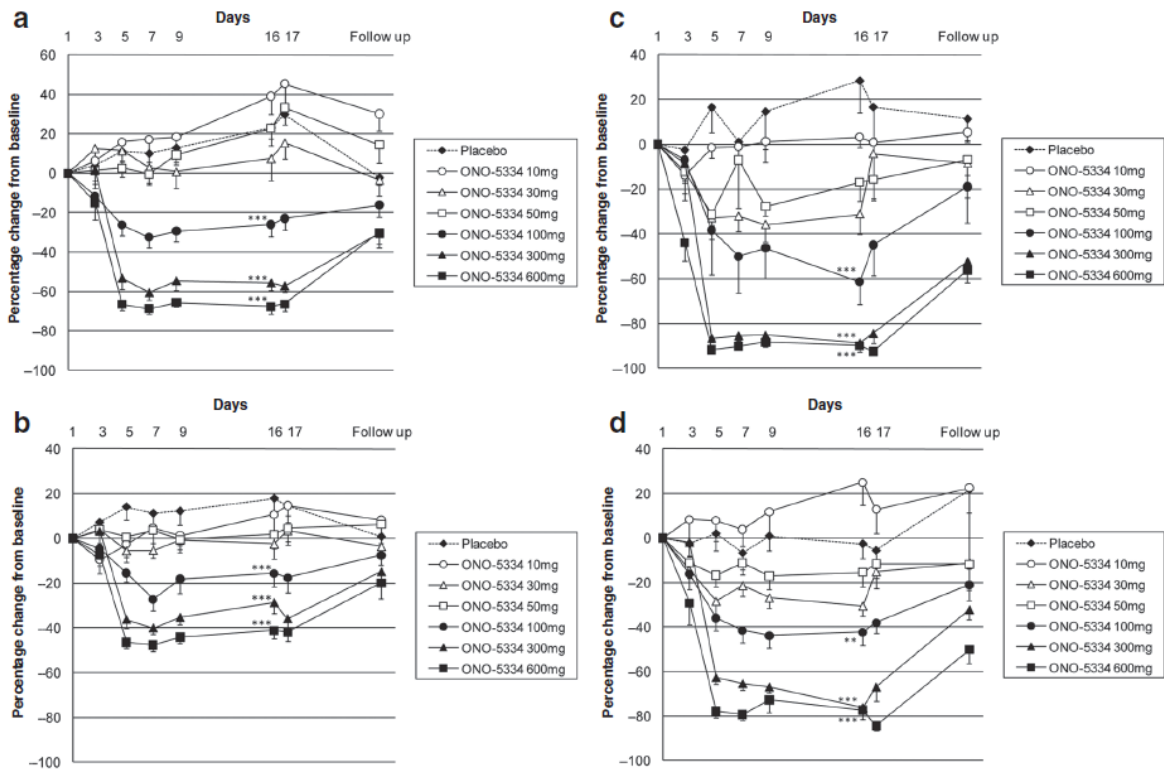 a
Days
1 3 5 7 9 16 17 Follow up
Percentage change from baseline
60
40
20
0
−20
−40
−60
−80
−100
***
***
***
Placebo
ONO-5334 10mg
ONO-5334 30mg
ONO-5334 50mg
ONO-5334 100mg
ONO-5334 300mg
ONO-5334 600mg
c
Days
1 3 5 7 9 16 17 Follow up
Percentage change from baseline
40
20
0
−20
−40
−60
−80
−100
***
***
***
Placebo
ONO-5334 10mg
ONO-5334 30mg
ONO-5334 50mg
ONO-5334 100mg
ONO-5334 300mg
ONO-5334 600mg
b
Days
1 3 5 7 9 16 17 Follow up
Percentage change from baseline
40
20
0
−20
−40
−60
−80
−100
***
***
***
Placebo
ONO-5334 10mg
ONO-5334 30mg
ONO-5334 50mg
ONO-5334 100mg
ONO-5334 300mg
ONO-5334 600mg
d
Days
1 3 5 7 9 16 17 Follow up
Percentage change from baseline
40
20
0
−20
−40
−60
−80
−100
**
***
***
Placebo
ONO-5334 10mg
ONO-5334 30mg
ONO-5334 50mg
ONO-5334 100mg
ONO-5334 300mg
ONO-5334 600mg